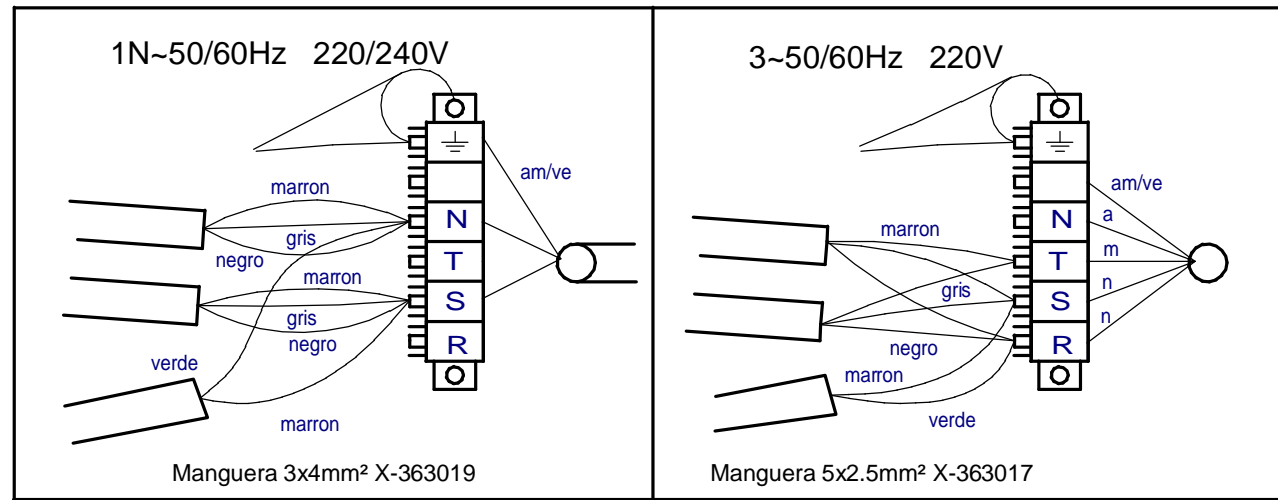 1N~50/60Hz 220/240V
am/ve
marron
gris
negro
marron
gris
negro
verde
marron
N
T
S
R
Manguera 3x4mm² X-363019
3~50/60Hz 220V
am/ve
a
m
n
n
marron
gris
negro
marron
verde
N
T
S
R
Manguera 5x2.5mm² X-363017